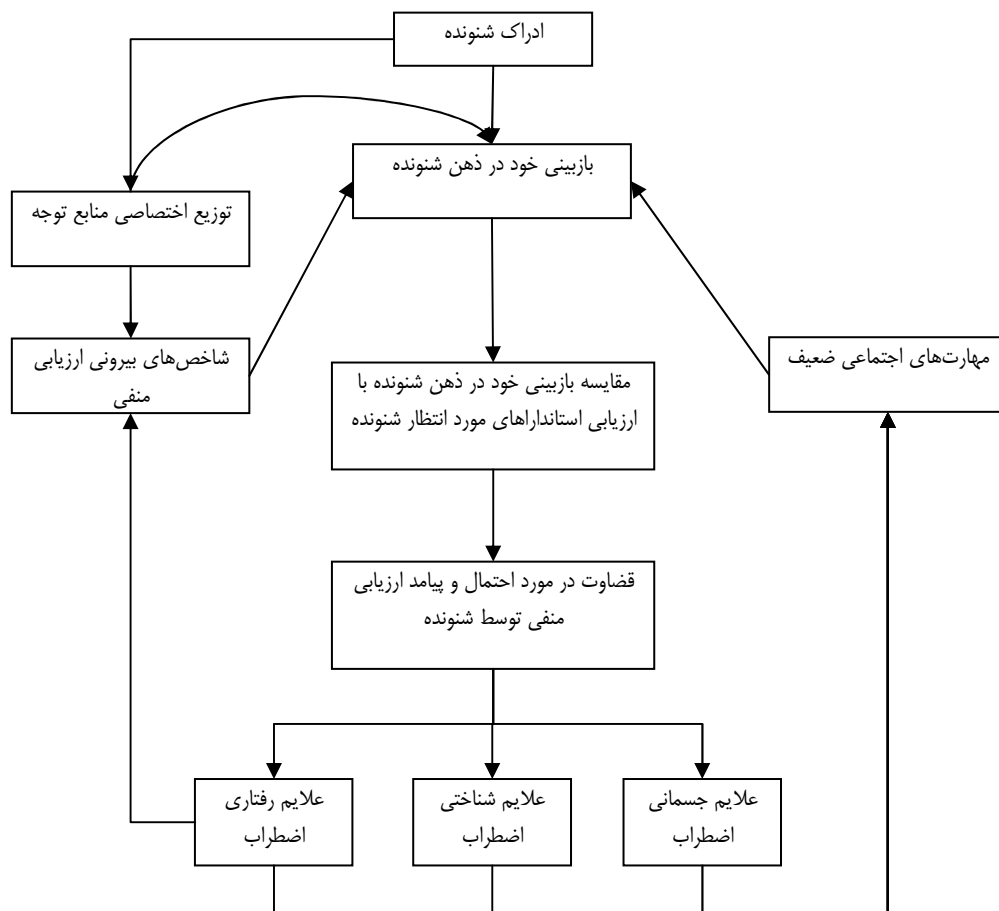 ادراک شنونده
بازبینی خود در ذهن شنونده
توزیع اختصاصی منابع توجه
شاخص‌های بیرونی ارزیابی
منفی
مهارت‌های اجتماعی ضعیف
مقایسه بازبینی خود در ذهن شنونده با
ارزیابی استانداراهای مورد انتظار شنونده
قضاوت در مورد احتمال و پیامد ارزیابی
منفی توسط شنونده
علایم جسمانی
اضطراب
علایم شناختی
اضطراب
علایم رفتاری
اضطراب